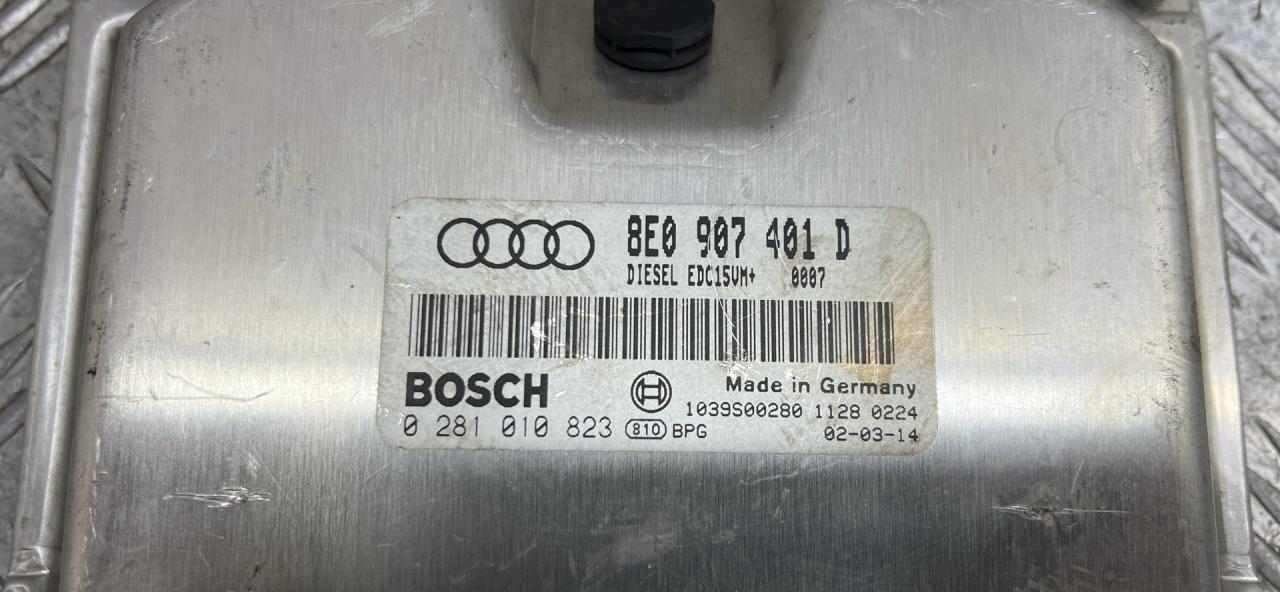 8E0 907 401 D
DIESEL EDC15VM+ 0007
BOSCH
Made in Germany
1039S00280 1128 0224
0 281 010 823 810 BPG
02-03-14